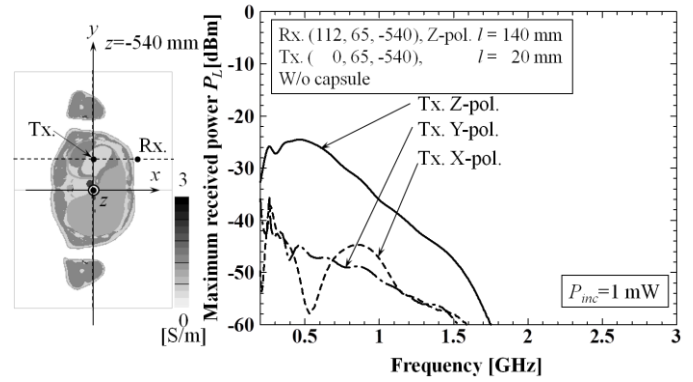 y
z=-540 mm
Tx.
Rx.
x
z
3
0
[S/m]
Maximum received power P_L [dBm]
0
-10
-20
-30
-40
-50
-60
Rx. (112, 65, -540), Z-pol. l = 140 mm
Tx. ( 0, 65, -540), l = 20 mm
W/o capsule
Tx. Z-pol.
Tx. Y-pol.
Tx. X-pol.
P_inc=1 mW
0.5 1 1.5 2 2.5 3
Frequency [GHz]